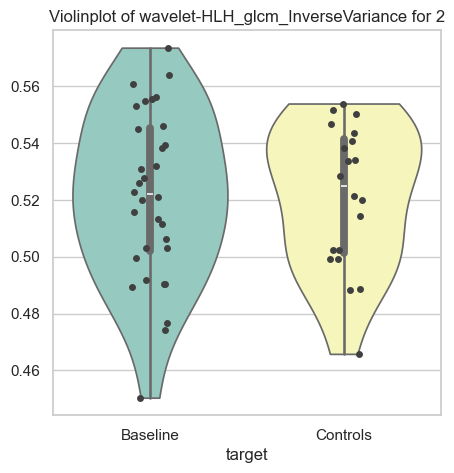 Violinplot of wavelet-HLH_glcm_InverseVariance for 2
0.56
0.54
0.52
0.50
0.48
0.46
Baseline
Controls
target